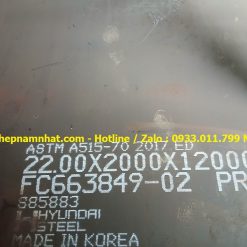 hepnamnhat.com - Hotline / Zalo : 0933.011.799 M
ASTM A515-70 2017 ED
22.00X2000X12000
FC663849-02 PR
S85883
HYUNDAI
STEEL
MADE IN KOREA